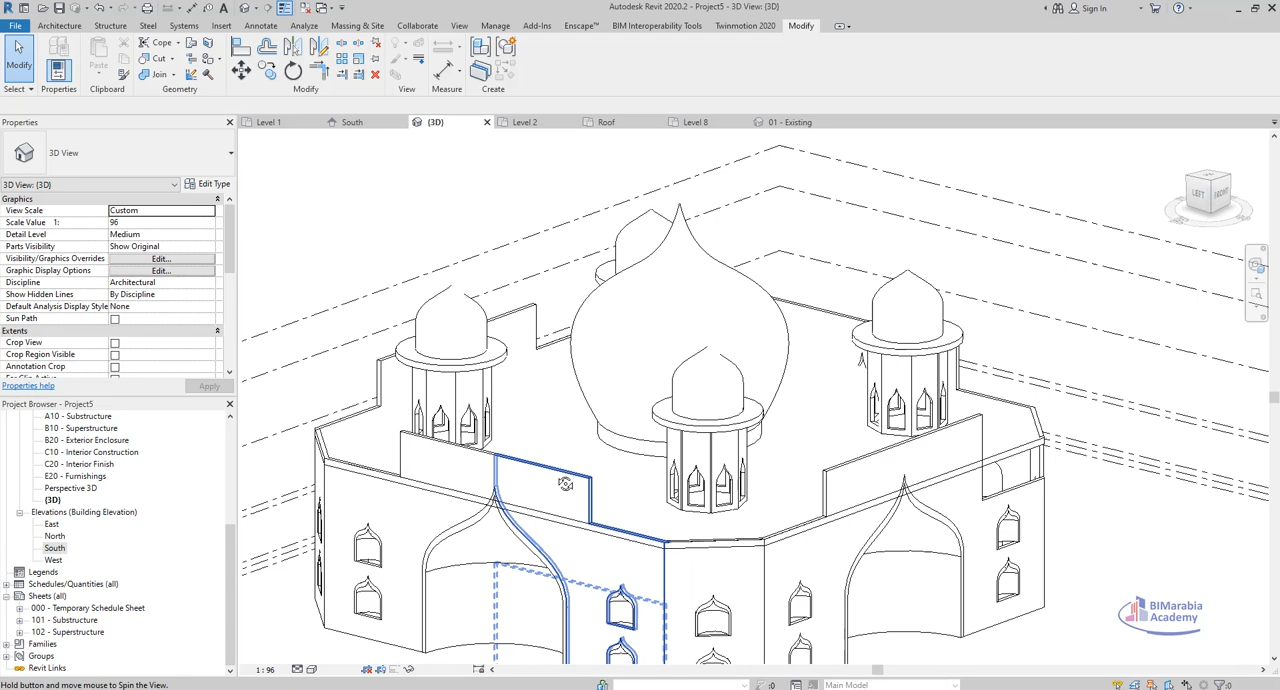 Autodesk Revit 2020.2 - Project5 - 3D View: {3D}
Sign In
File Architecture Structure Steel Systems Insert Annotate Analyze Massing & Site Collaborate View Manage Add-Ins Enscape™ BIM Interoperability Tools Twinmotion 2020 Modify
Modify
Paste
Cope
Cut
Join
Select Properties Clipboard Geometry Modify View Measure Create
Properties
Level 1 South {3D} Level 2 Roof Level 8 01 - Existing
3D View
3D View: {3D} Edit Type
Graphics
View Scale Custom
Scale Value 1: 96
Detail Level Medium
Parts Visibility Show Original
Visibility/Graphics Overrides Edit...
Graphic Display Options Edit...
Discipline Architectural
Show Hidden Lines By Discipline
Default Analysis Display Style None
Sun Path
Extents
Crop View
Crop Region Visible
Annotation Crop
Properties help Apply
Project Browser - Project5
A10 - Substructure
B10 - Superstructure
B20 - Exterior Enclosure
C10 - Interior Construction
C20 - Interior Finish
E20 - Furnishings
Perspective 3D
{3D}
Elevations (Building Elevation)
East
North
South
West
Legends
Schedules/Quantities (all)
Sheets (all)
000 - Temporary Schedule Sheet
101 - Substructure
102 - Superstructure
Families
Groups
Revit Links
LEFT FRONT
BIMarabia
Academy
1 : 96
Hold button and move mouse to Spin the View.
:0 Main Model :0